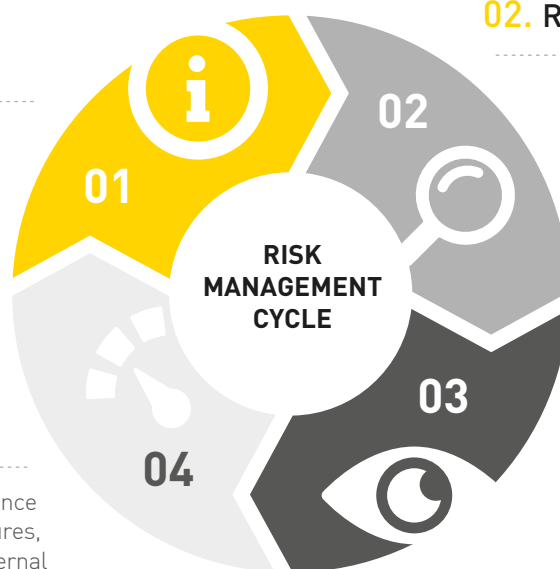 02. R
02
01
RISK
MANAGEMENT
CYCLE
03
04
nce
ures,
ernal